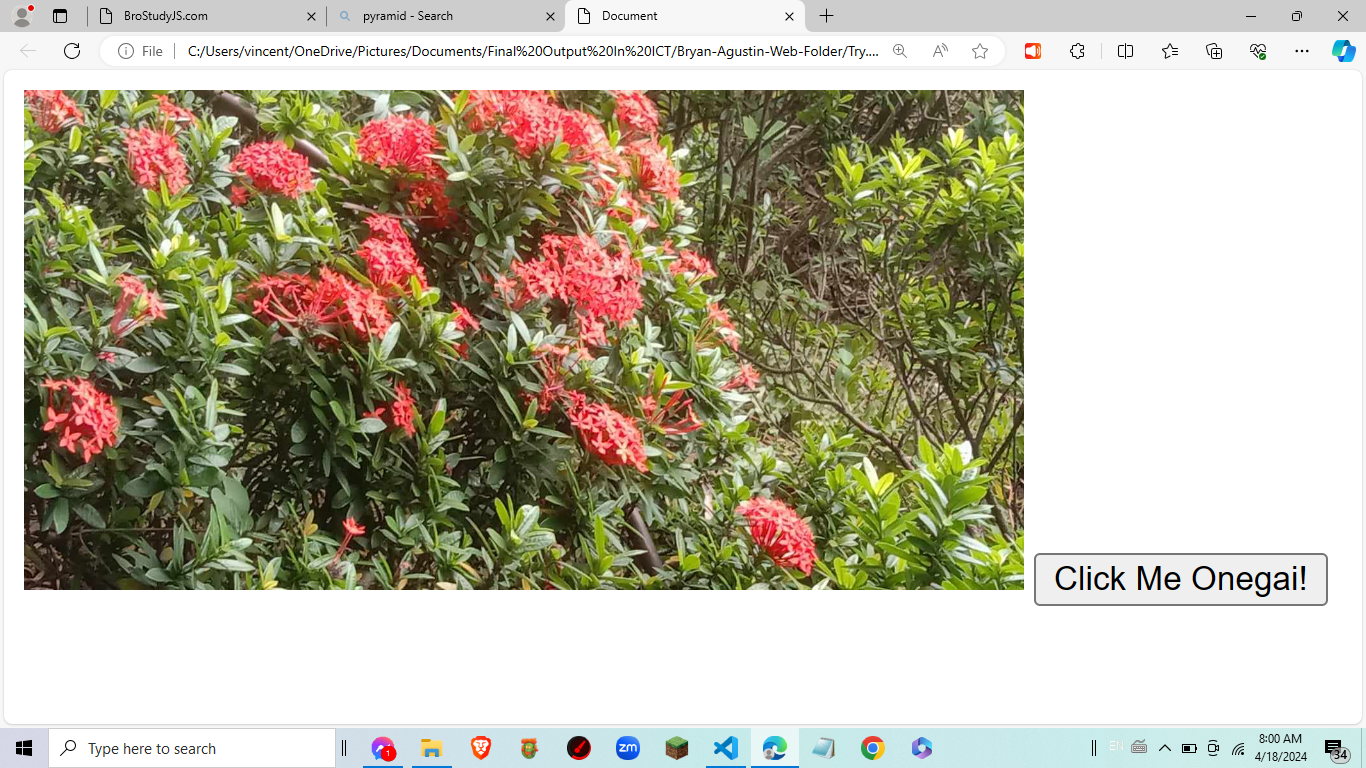 BroStudyJS.com
pyramid - Search
Document
File
C:/Users/vincent/OneDrive/Pictures/Documents/Final%20Output%20In%20ICT/Bryan-Agustin-Web-Folder/Try....
Click Me Onegai!
Type here to search
1
zm
EN
8:00 AM
4/18/2024
34